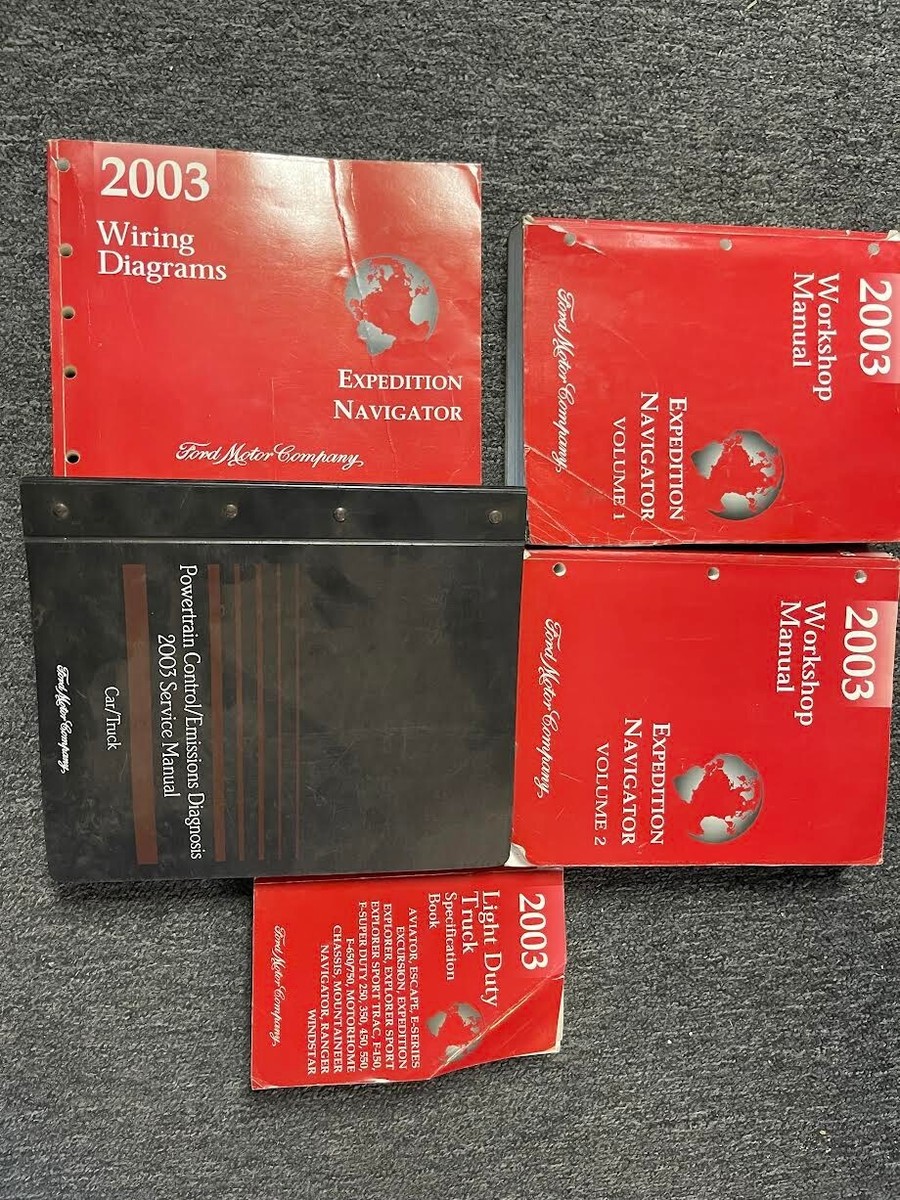 2003
Wiring
Diagrams
EXPEDITION
NAVIGATOR
Ford Motor Company
2003
Workshop
Manual
EXPEDITION
NAVIGATOR
VOLUME 1
Ford Motor Company
Powertrain Control/Emissions Diagnosis
2003 Service Manual
Car/Truck
Ford Motor Company
2003
Workshop
Manual
EXPEDITION
NAVIGATOR
VOLUME 2
Ford Motor Company
2003
Light Duty
Truck
Specification
Book
AVIATOR, ESCAPE, E-SERIES
EXCURSION, EXPEDITION
EXPLORER, EXPLORER SPORT
EXPLORER SPORT TRAC, F-150,
F-SUPER DUTY 250, 350, 450, 550,
F-650/750, MOTORHOME
CHASSIS, MOUNTAINEER
NAVIGATOR, RANGER
WINDSTAR
Ford Motor Company